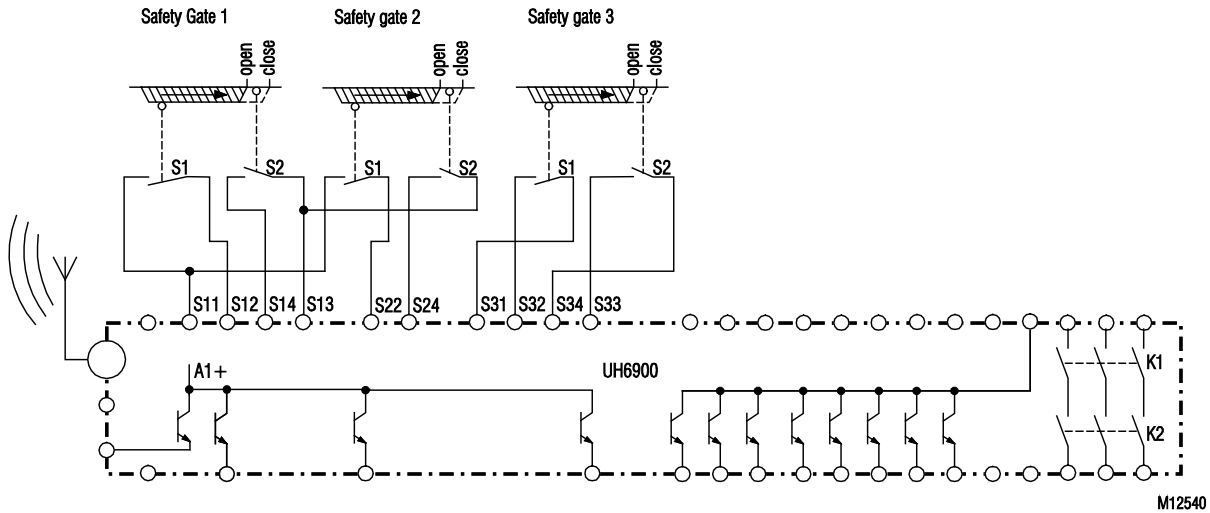 Safety Gate 1
Safety gate 2
Safety gate 3
open
close
open
close
open
close
S1
S2
S1
S2
S1
S2
S11
S12
S14
S13
S22
S24
S31
S32
S34
S33
A1+
UH6900
K1
K2
M12540